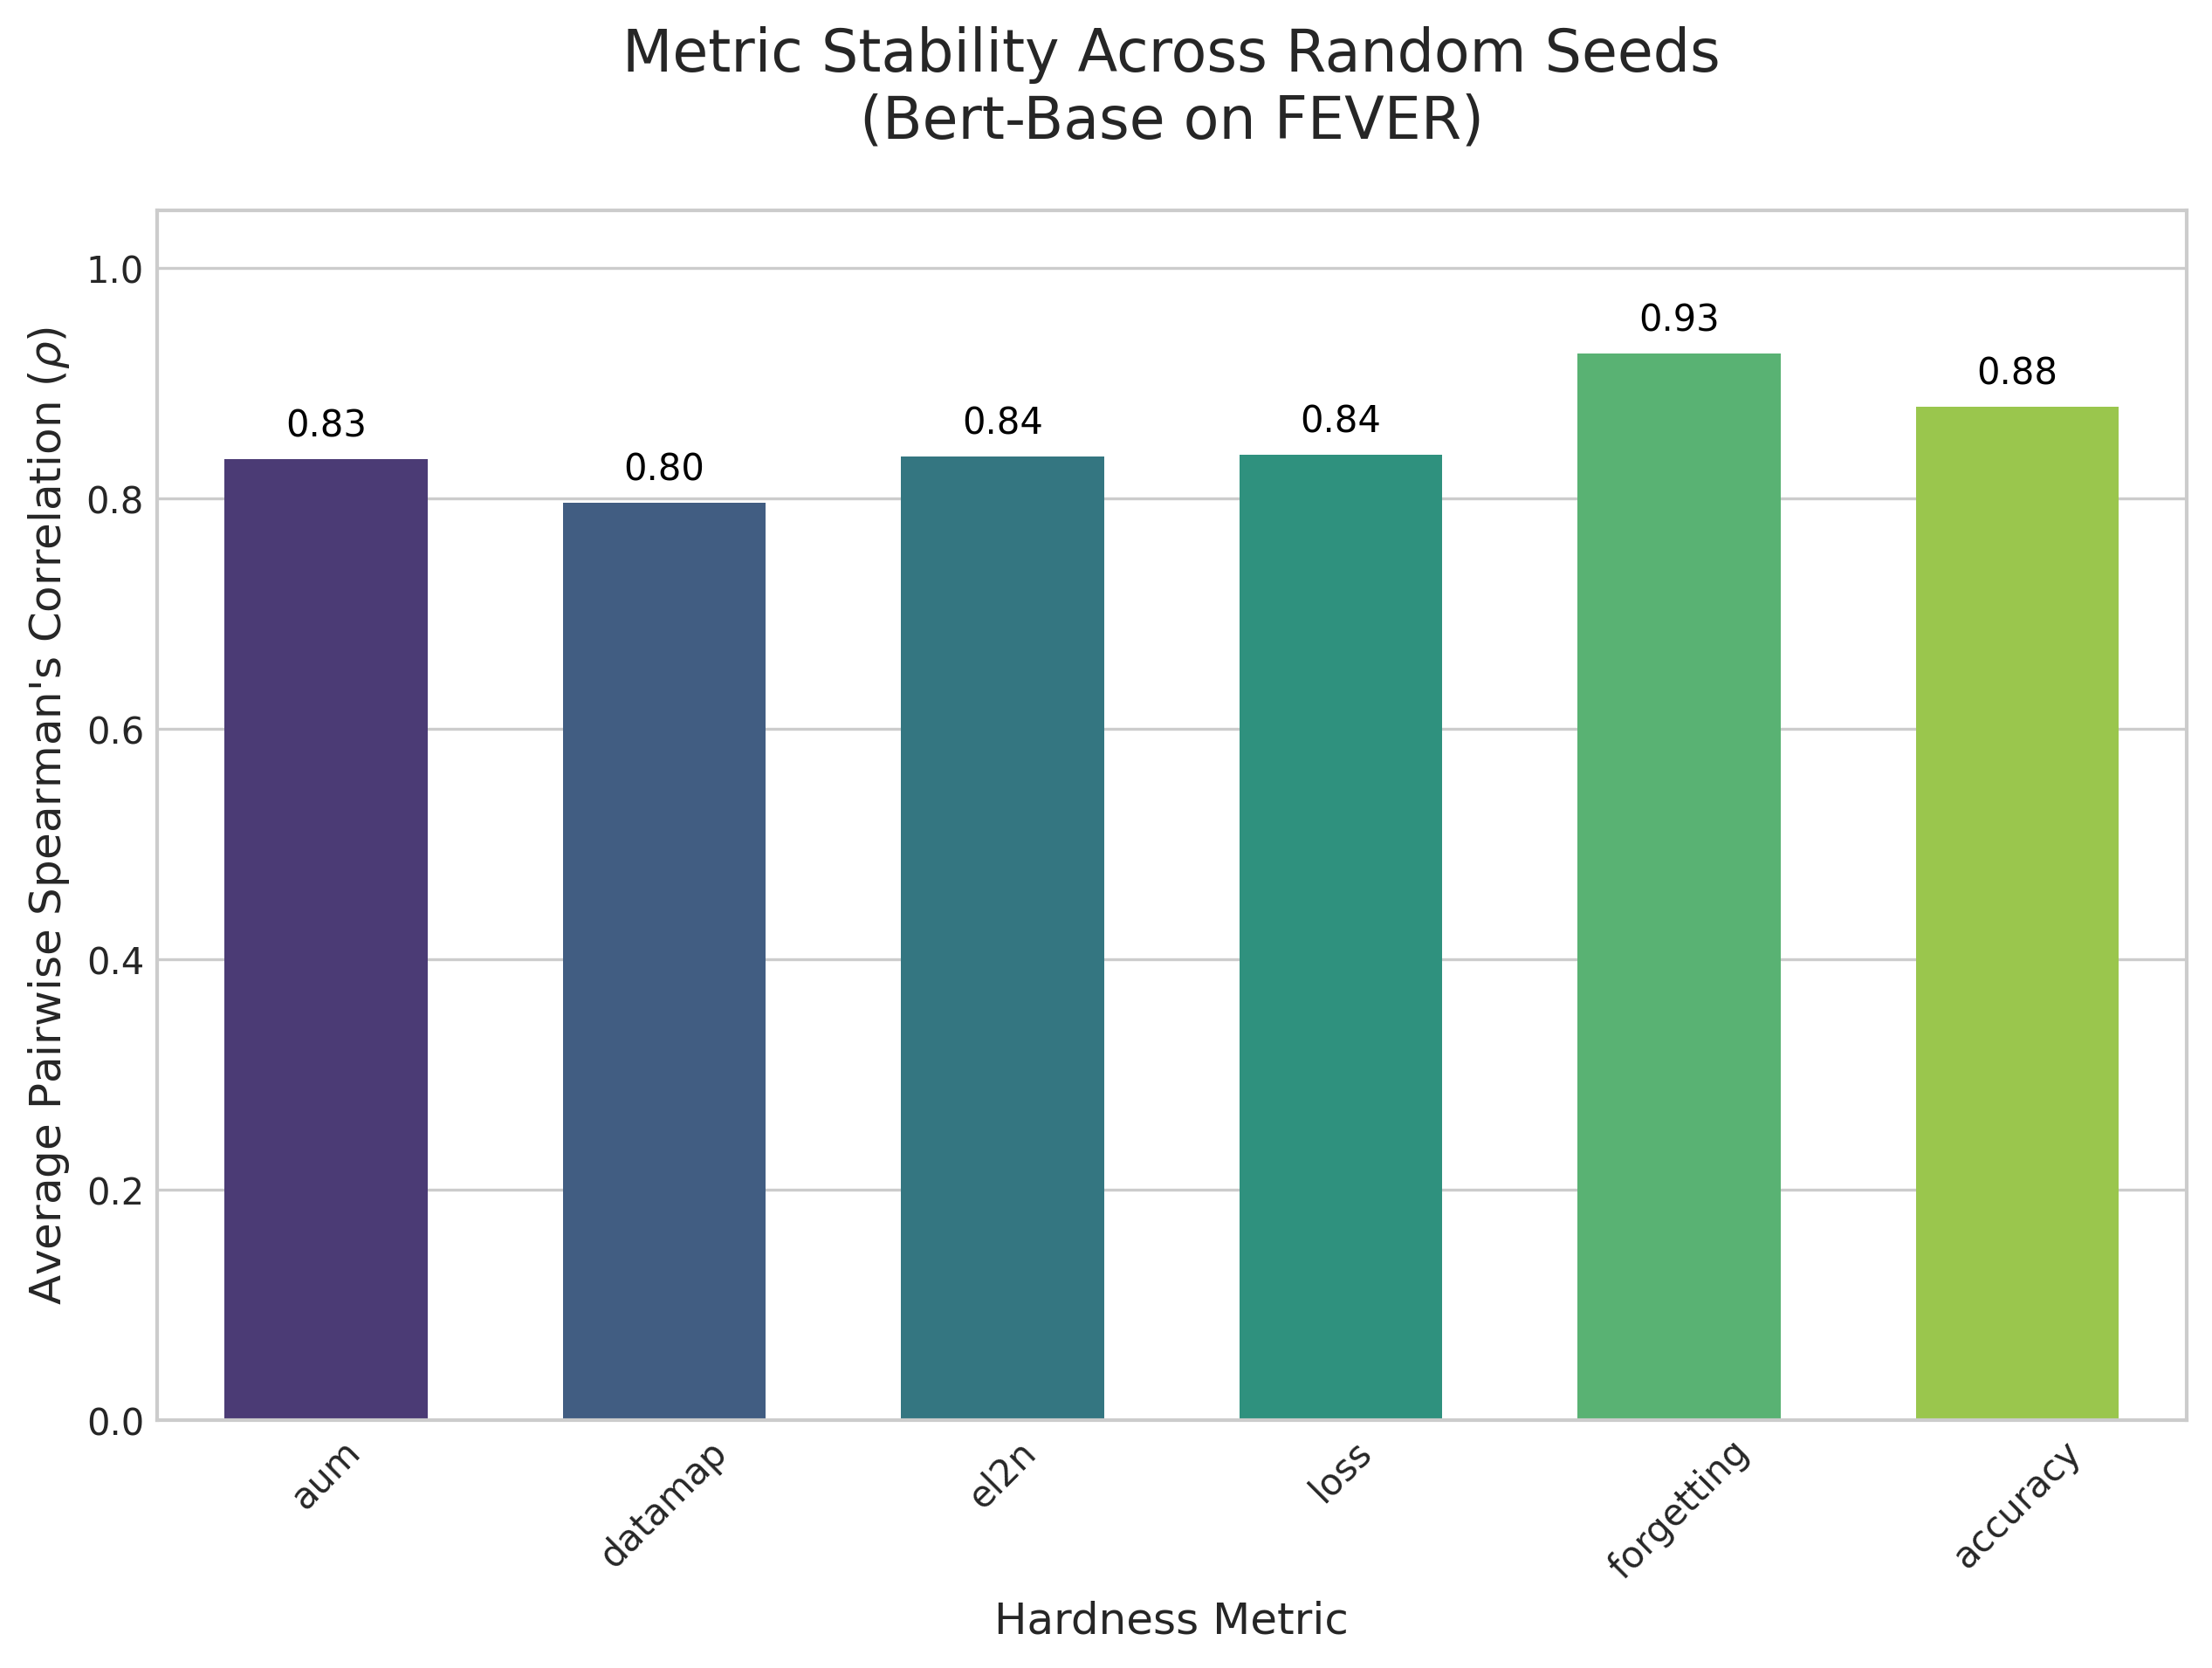 Metric Stability Across Random Seeds
(Bert-Base on FEVER)
Average Pairwise Spearman's Correlation (ρ)
1.0
0.8
0.6
0.4
0.2
0.0
0.83
0.80
0.84
0.84
0.93
0.88
aum
datamap
el2n
loss
forgetting
accuracy
Hardness Metric